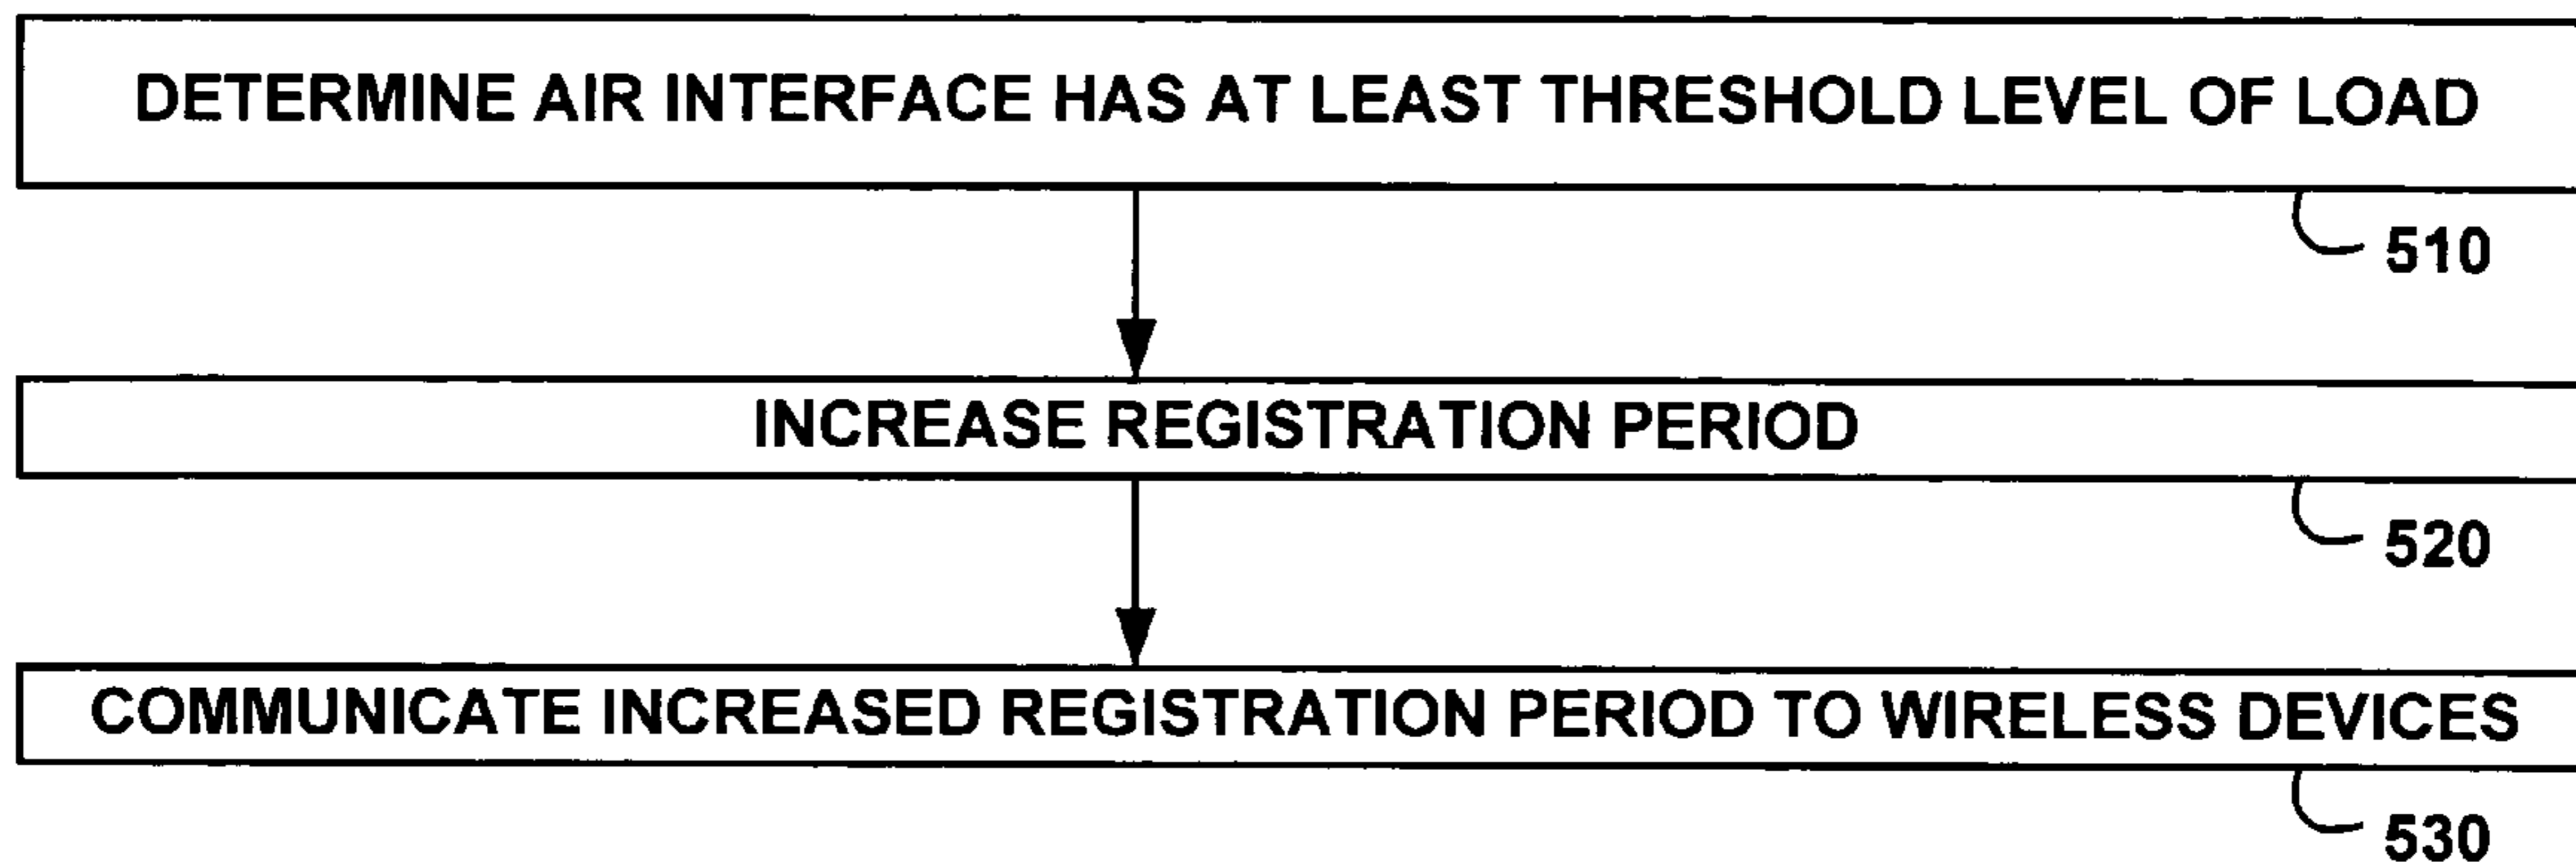 DETERMINE AIR INTERFACE HAS AT LEAST THRESHOLD LEVEL OF LOAD
510
INCREASE REGISTRATION PERIOD
520
COMMUNICATE INCREASED REGISTRATION PERIOD TO WIRELESS DEVICES
530